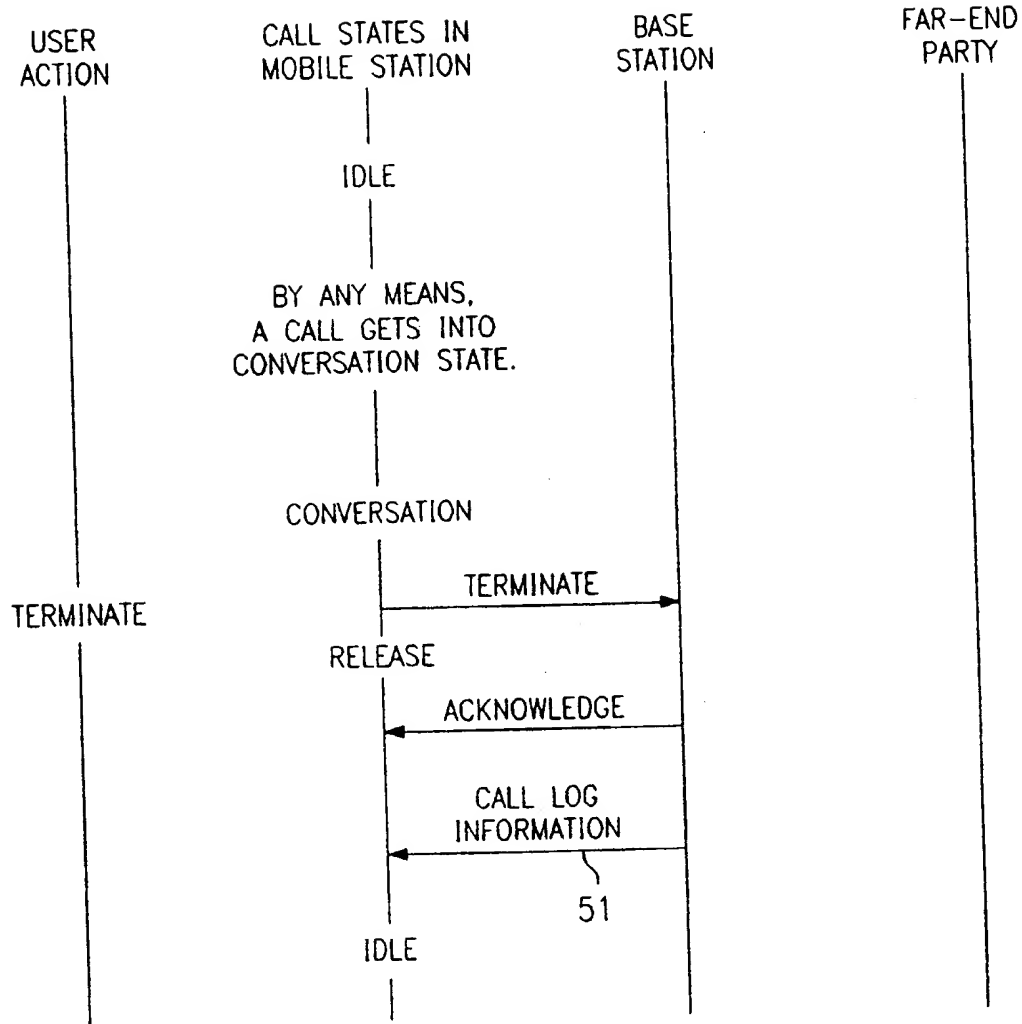 USER
ACTION
CALL STATES IN
MOBILE STATION
BASE
STATION
FAR-END
PARTY
IDLE
BY ANY MEANS,
A CALL GETS INTO
CONVERSATION STATE.
CONVERSATION
TERMINATE
TERMINATE
RELEASE
ACKNOWLEDGE
CALL LOG
INFORMATION
51
IDLE